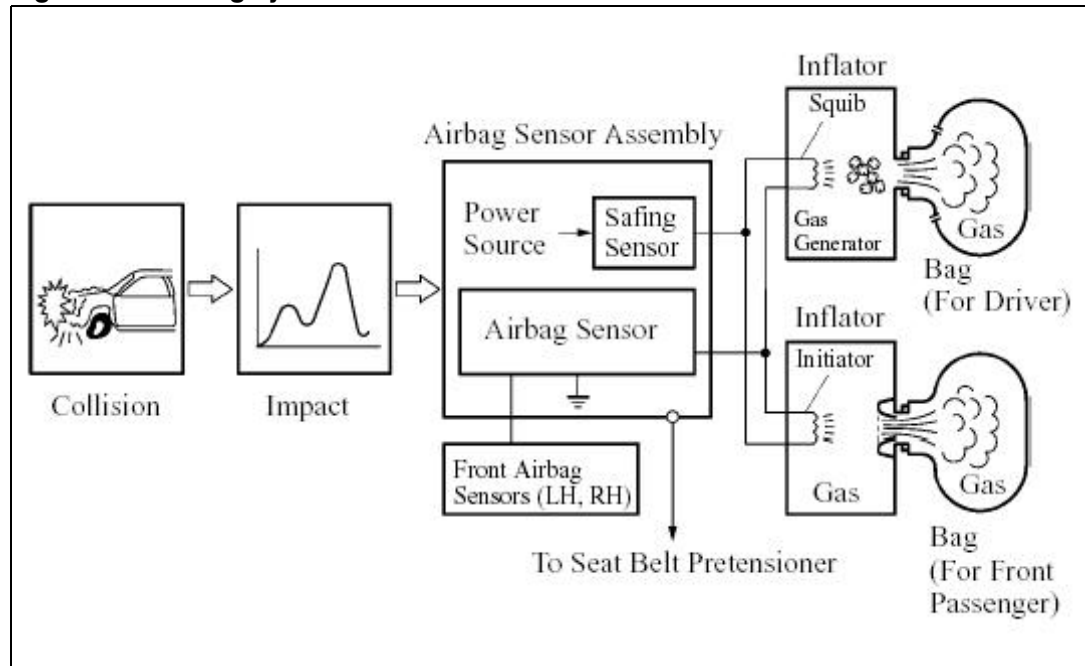 Inflator
Squib
Airbag Sensor Assembly
Power
Source
Safing
Sensor
Gas
Generator
Gas
Bag
(For Driver)
Airbag Sensor
Inflator
Initiator
Collision
Impact
Front Airbag
Sensors (LH, RH)
Gas
Gas
To Seat Belt Pretensioner
Bag
(For Front
Passenger)